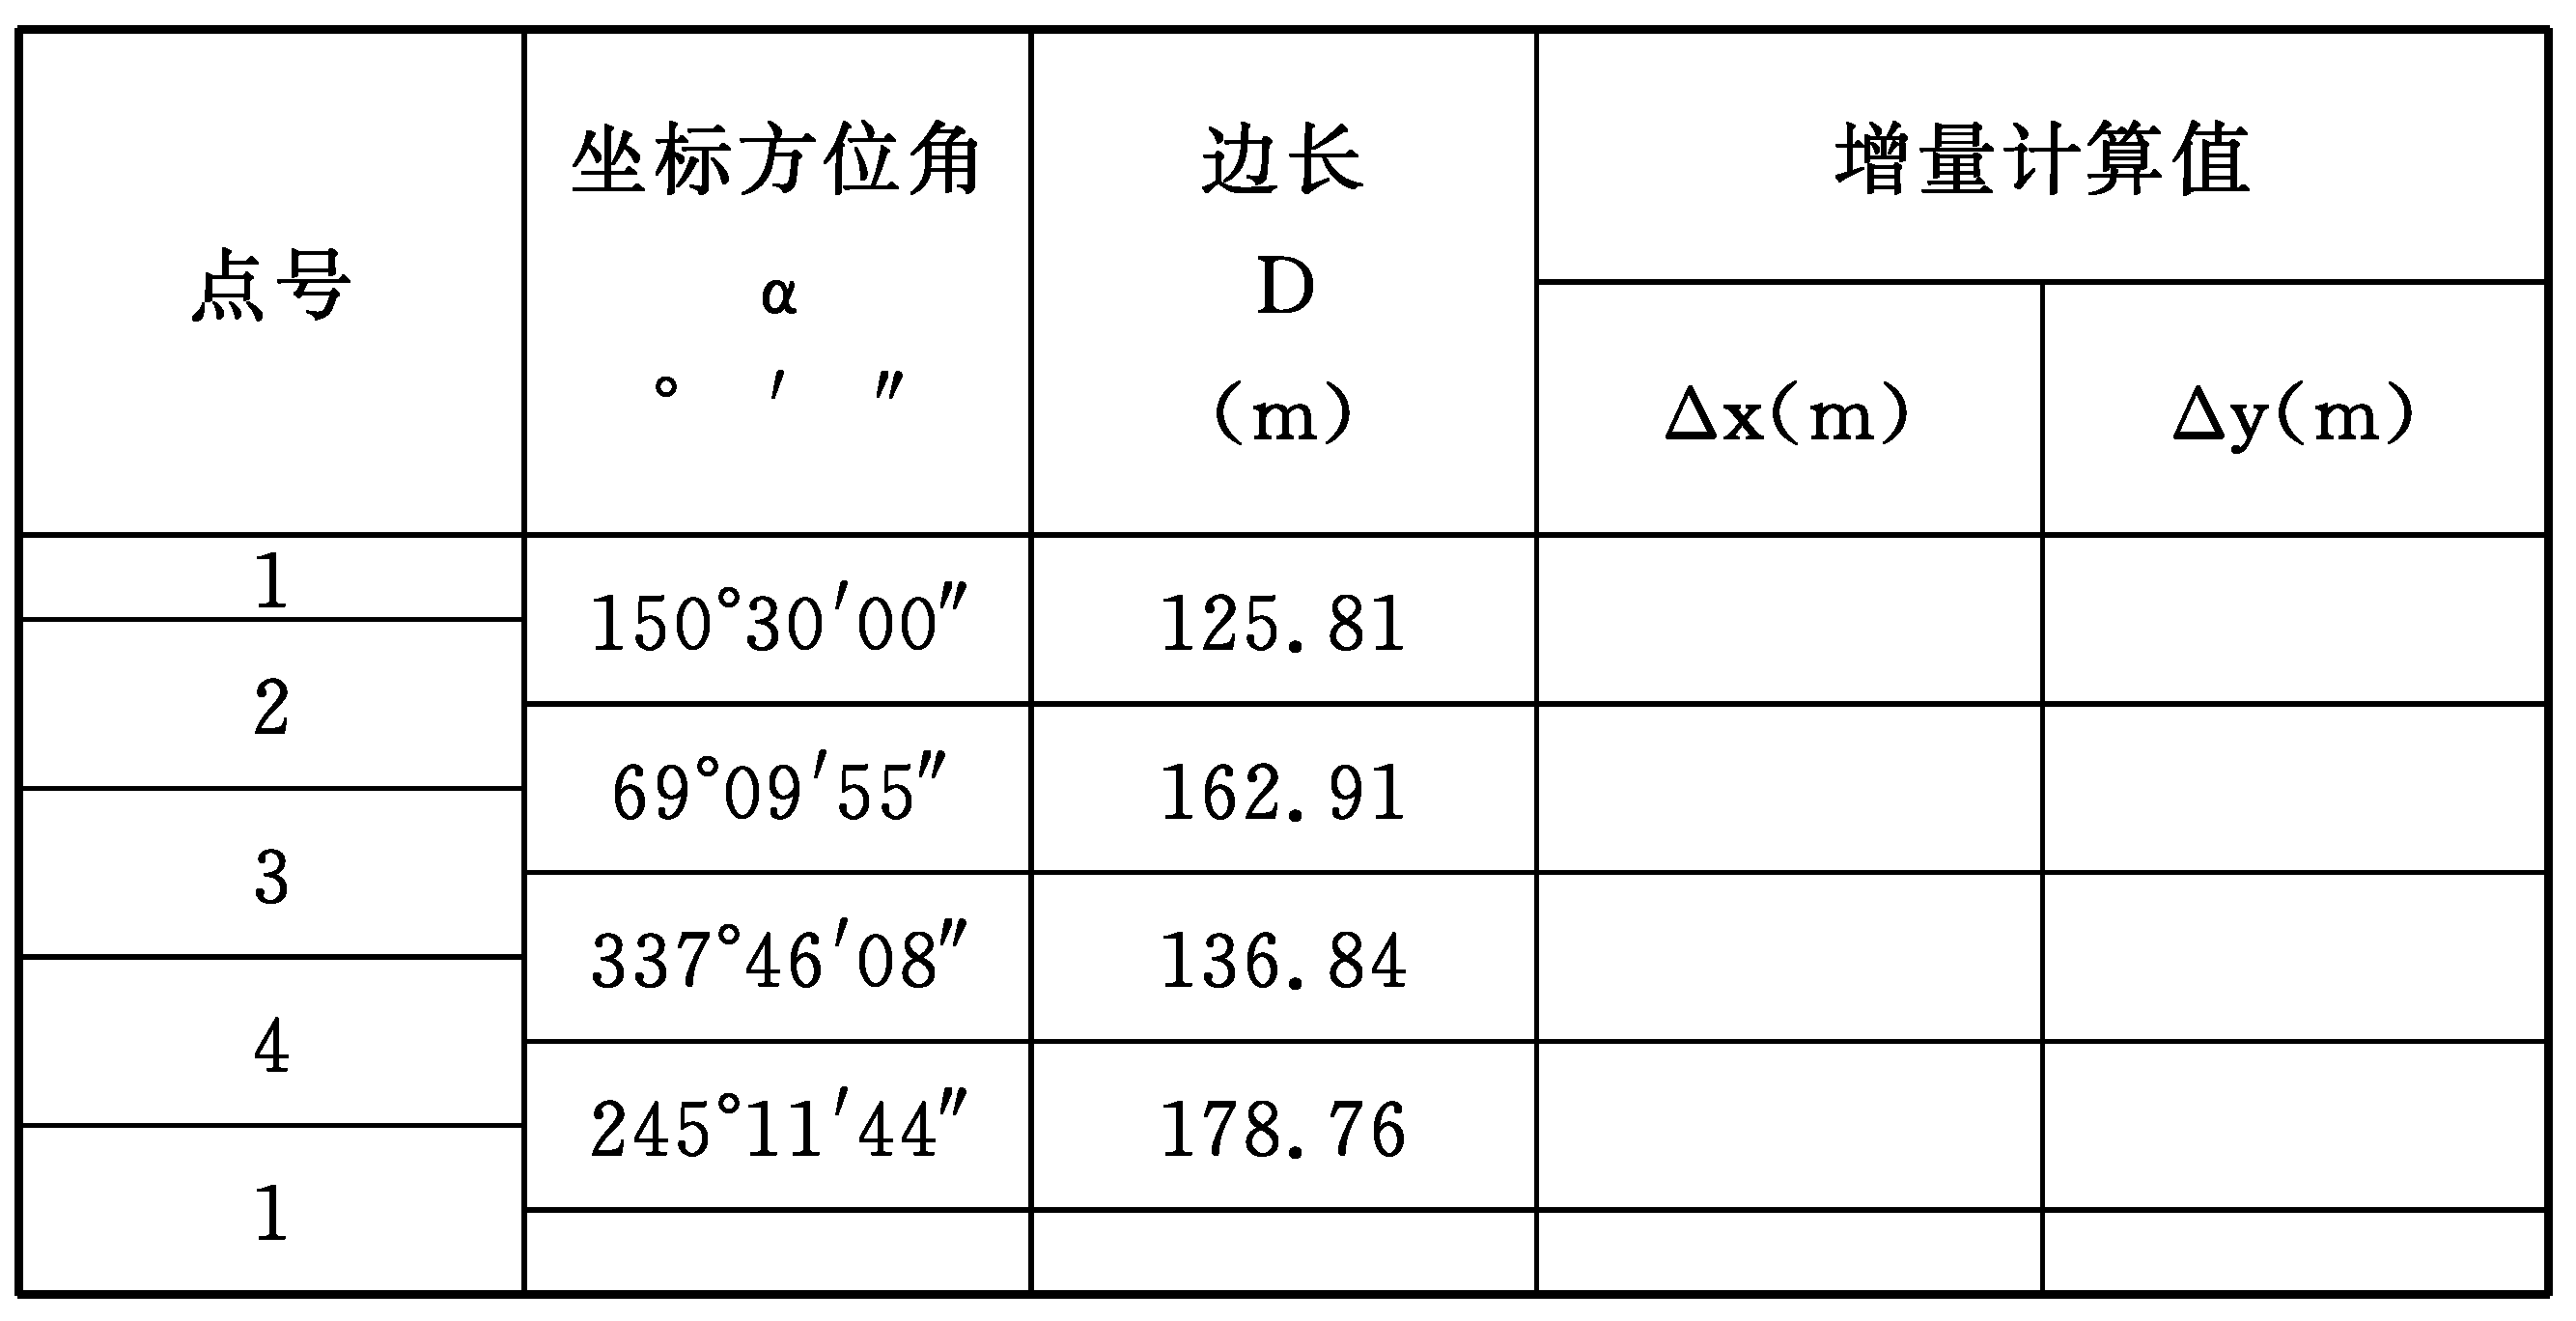 点号
坐标方位角
α
° ′ ″
边长
D
(m)
增量计算值
Δx(m)
Δy(m)
1
150°30′00″
125.81
2
69°09′55″
162.91
3
337°46′08″
136.84
4
245°11′44″
178.76
1